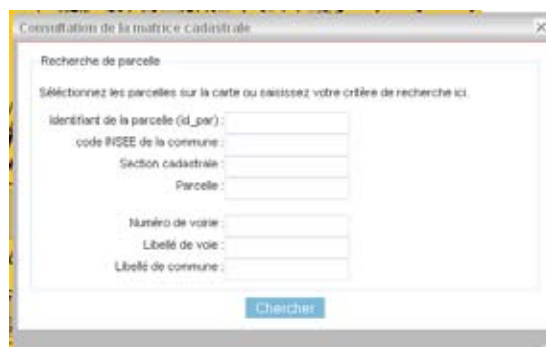 Consultation de la matrice cadastrale
Recherche de parcelle
Séléctionnez les parcelles sur la carte ou saisissez votre critère de recherche ici.
Identifiant de la parcelle (id_par) :
code INSEE de la commune :
Section cadastrale :
Parcelle :
Numéro de voirie :
Libellé de voie :
Libellé de commune :
Chercher